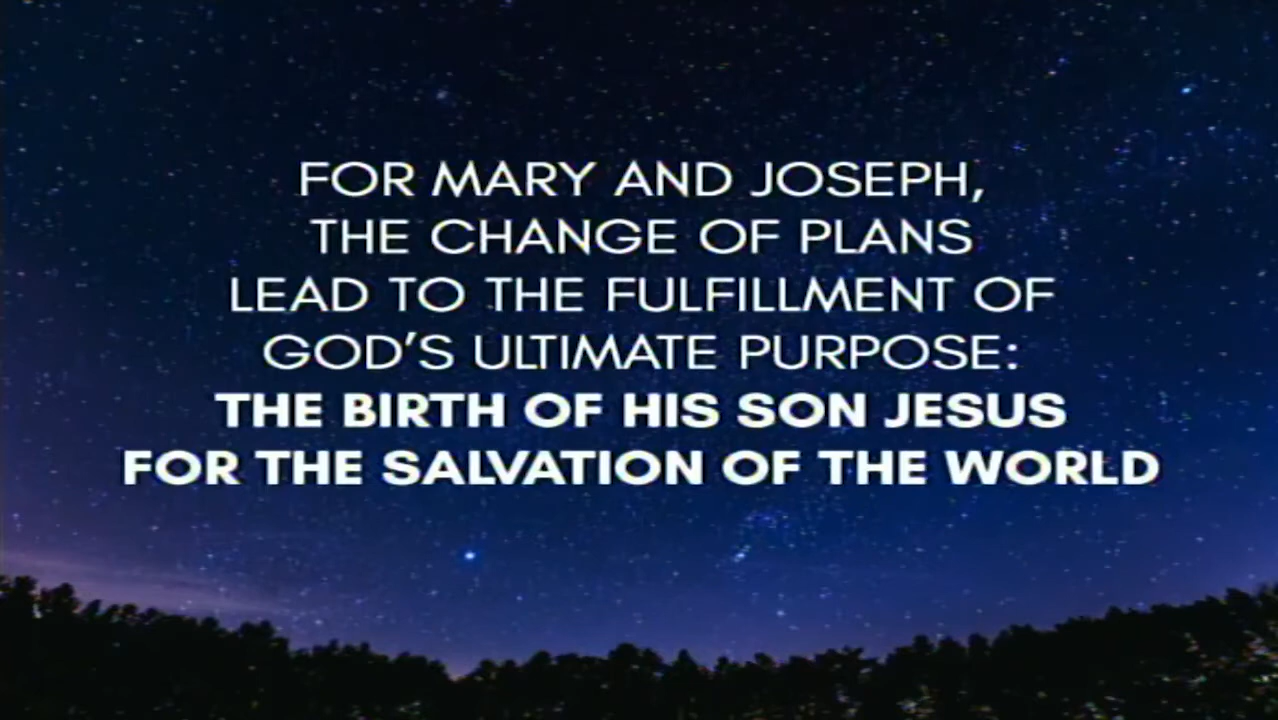 FOR MARY AND JOSEPH,
THE CHANGE OF PLANS
LEAD TO THE FULFILLMENT OF
GOD'S ULTIMATE PURPOSE:
THE BIRTH OF HIS SON JESUS
FOR THE SALVATION OF THE WORLD